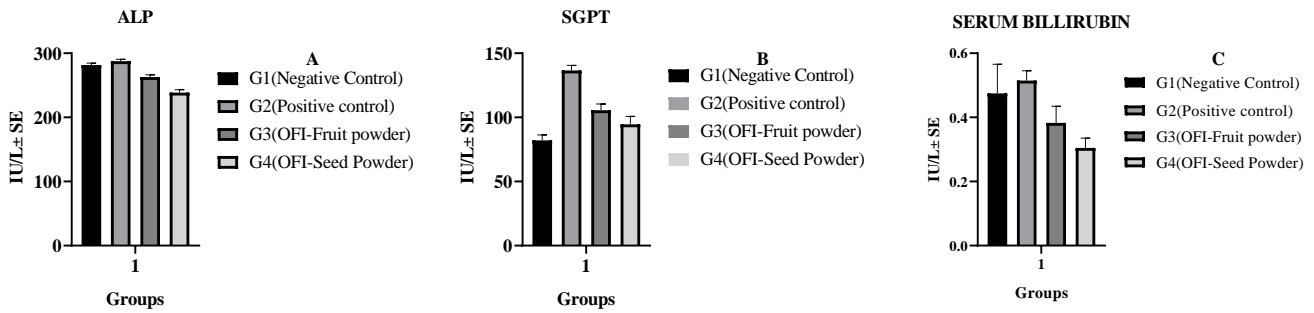 ALP
A
300
200
100
0
IU/L± SE
1
Groups
G1(Negative Control)
G2(Positive control)
G3(OFI-Fruit powder)
G4(OFI-Seed Powder)
SGPT
B
150
100
50
0
IU/L± SE
1
Groups
G1(Negative Control)
G2(Positive control)
G3(OFI-Fruit powder)
G4(OFI-Seed Powder)
SERUM BILLIRUBIN
C
0.6
0.4
0.2
0.0
IU/L± SE
1
Groups
G1(Negative Control)
G2(Positive control)
G3(OFI-Fruit powder)
G4(OFI-Seed Powder)